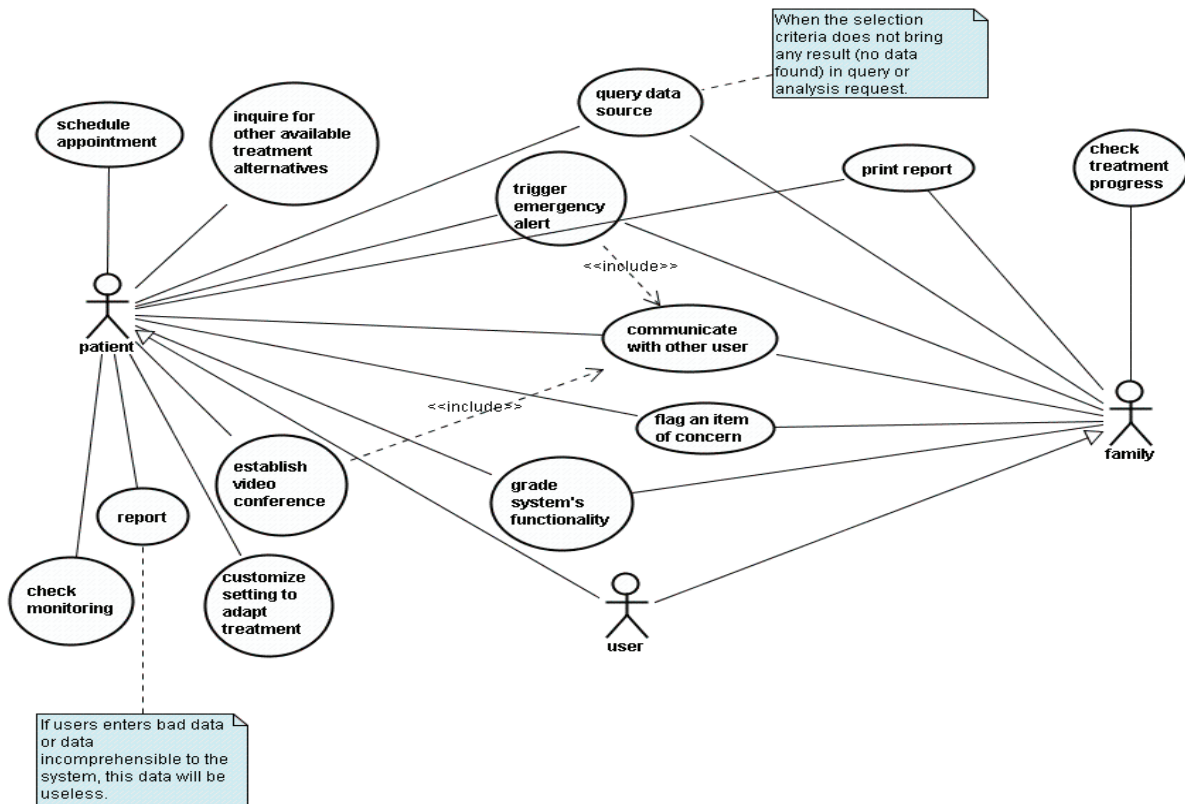 When the selection
criteria does not bring
any result (no data
found) in query or
analysis request.
query data
source
inquire for
other available
treatment
alternatives
schedule
appointment
check
treatment
progress
print report
trigger
emergency
alert
<<include>>
communicate
with other user
patient
<<include>>
flag an item
of concern
family
establish
video
conference
grade
system's
functionality
report
check
monitoring
customize
setting to
adapt
treatment
user
If users enters bad data
or data
incomprehensible to the
system, this data will be
useless.